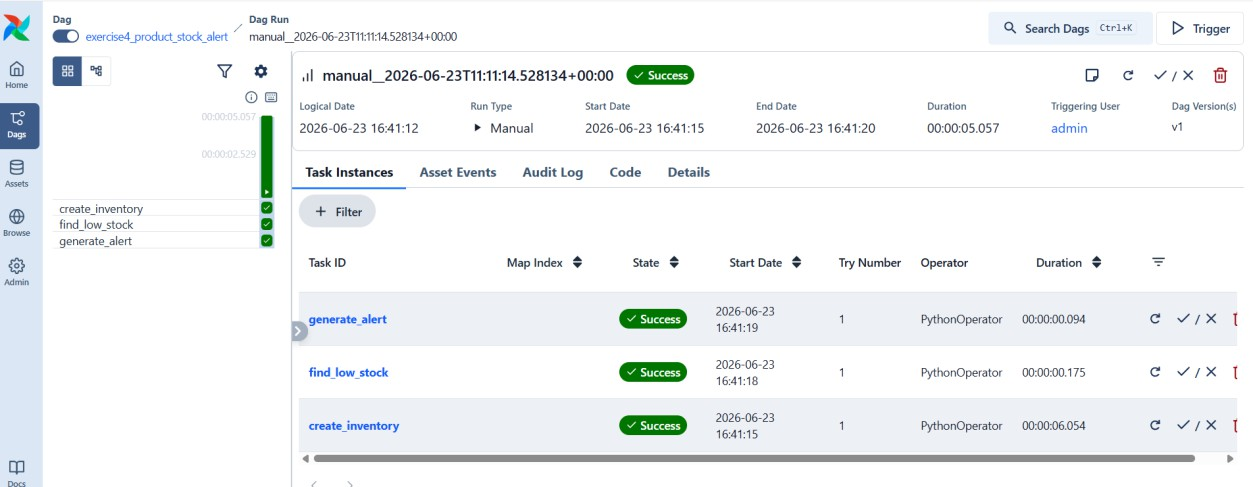 Dag
exercise4_product_stock_alert
/
Dag Run
manual__2026-06-23T11:11:14.528134+00:00
Search Dags Ctrl+K
Trigger
Home
Dags
Assets
Browse
Admin
Docs
00:00:05.057
00:00:02.529
create_inventory
find_low_stock
generate_alert
manual__2026-06-23T11:11:14.528134+00:00 Success
/
Logical Date Run Type Start Date End Date Duration Triggering User Dag Version(s)
2026-06-23 16:41:12 Manual 2026-06-23 16:41:15 2026-06-23 16:41:20 00:00:05.057 admin v1
Task Instances Asset Events Audit Log Code Details
+ Filter
Task ID Map Index State Start Date Try Number Operator Duration
generate_alert Success 2026-06-23 16:41:19 1 PythonOperator 00:00:00.094 /
find_low_stock Success 2026-06-23 16:41:18 1 PythonOperator 00:00:00.175 /
create_inventory Success 2026-06-23 16:41:15 1 PythonOperator 00:00:06.054 /